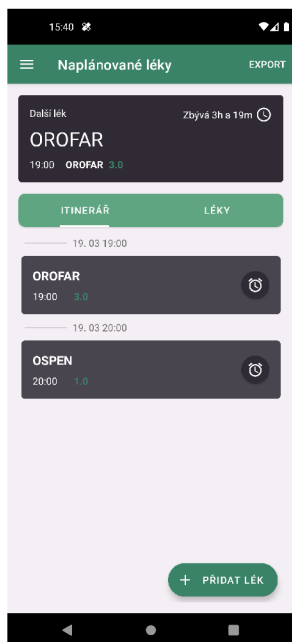 15:40
Naplánované léky EXPORT
Další lék Zbývá 3h a 19m
OROFAR
19:00 OROFAR 3.0
ITINERÁŘ LÉKY
19. 03 19:00
OROFAR
19:00 3.0
19. 03 20:00
OSPEN
20:00 1.0
+ PŘIDAT LÉK